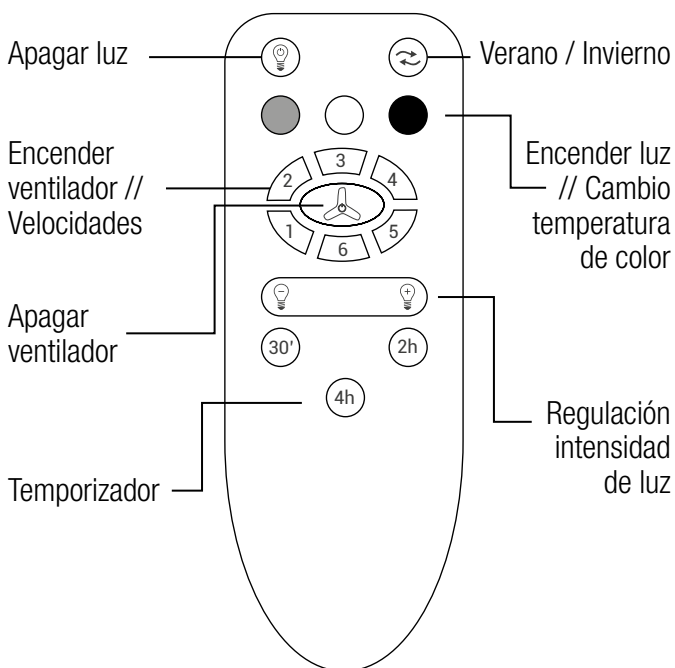 Apagar luz
Verano / Invierno
Encender
ventilador //
Velocidades
Encender luz
// Cambio
temperatura
de color
3
2
4
1
5
6
Apagar
ventilador
30'
2h
4h
Regulación
intensidad
de luz
Temporizador